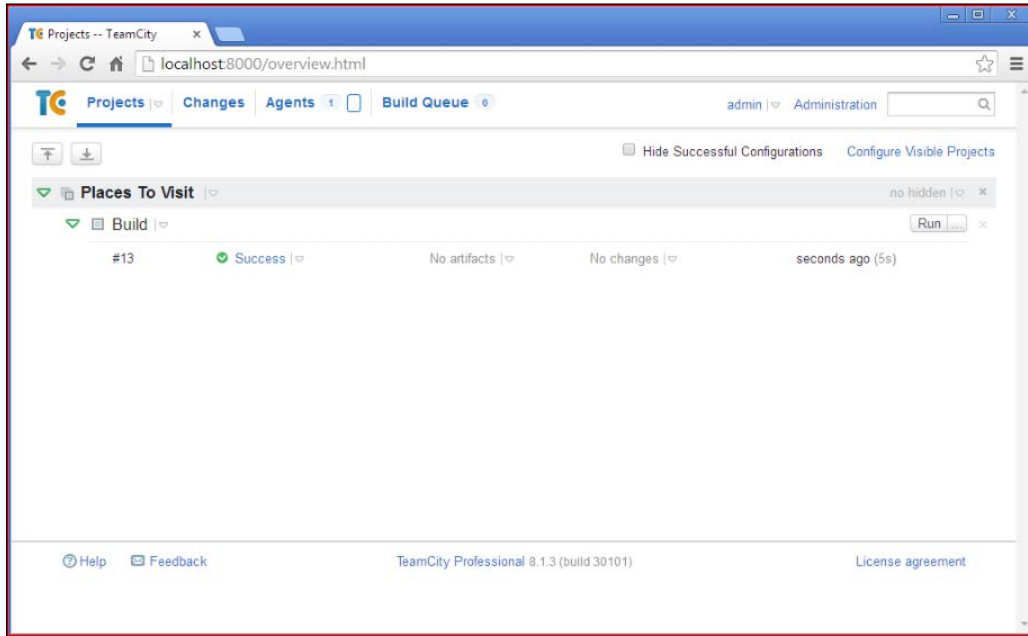 TC Projects -- TeamCity
localhost:8000/overview.html
TC Projects Changes Agents 1 Build Queue 0 admin Administration
Hide Successful Configurations Configure Visible Projects
Places To Visit no hidden
Build Run ...
#13 Success No artifacts No changes seconds ago (5s)
Help Feedback TeamCity Professional 8.1.3 (build 30101) License agreement